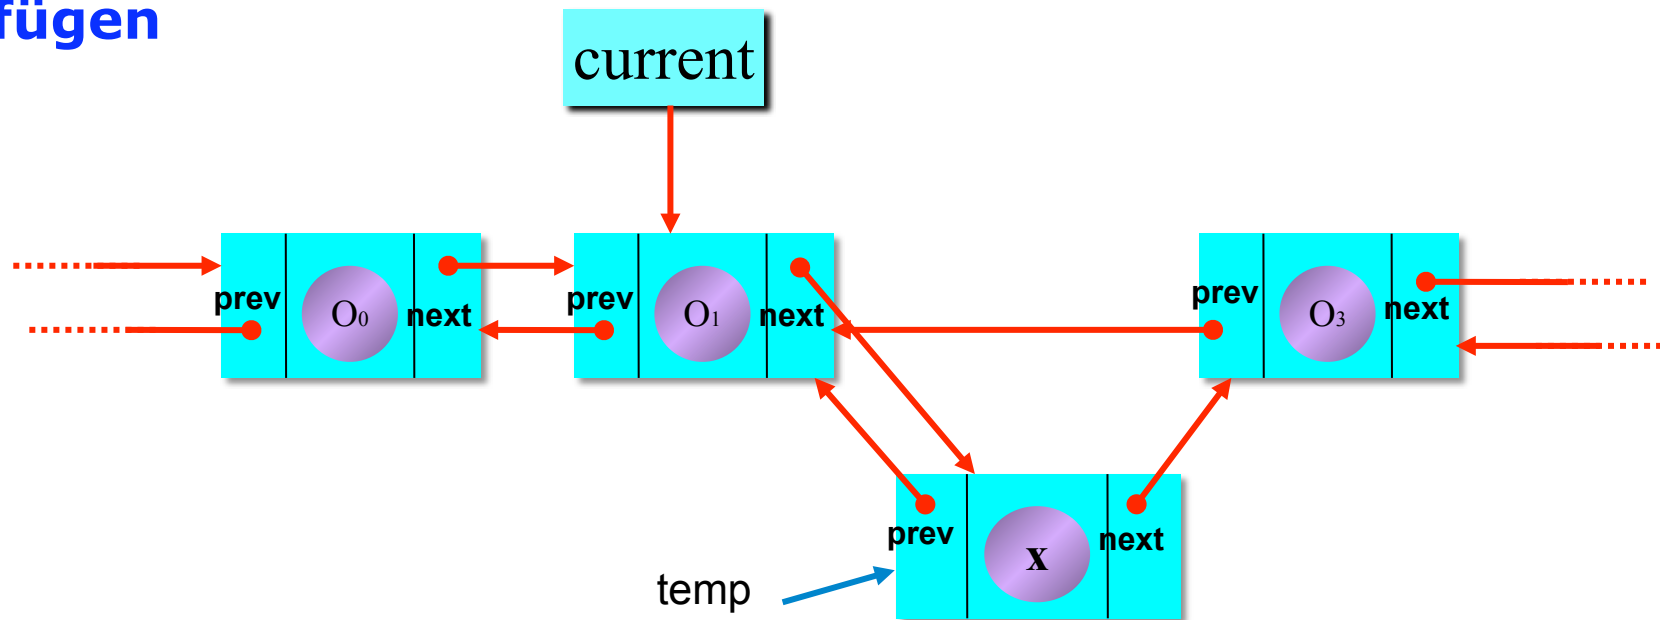 fügen
current
prev O₀ next
prev O₁ next
prev O₃ next
prev x next
temp